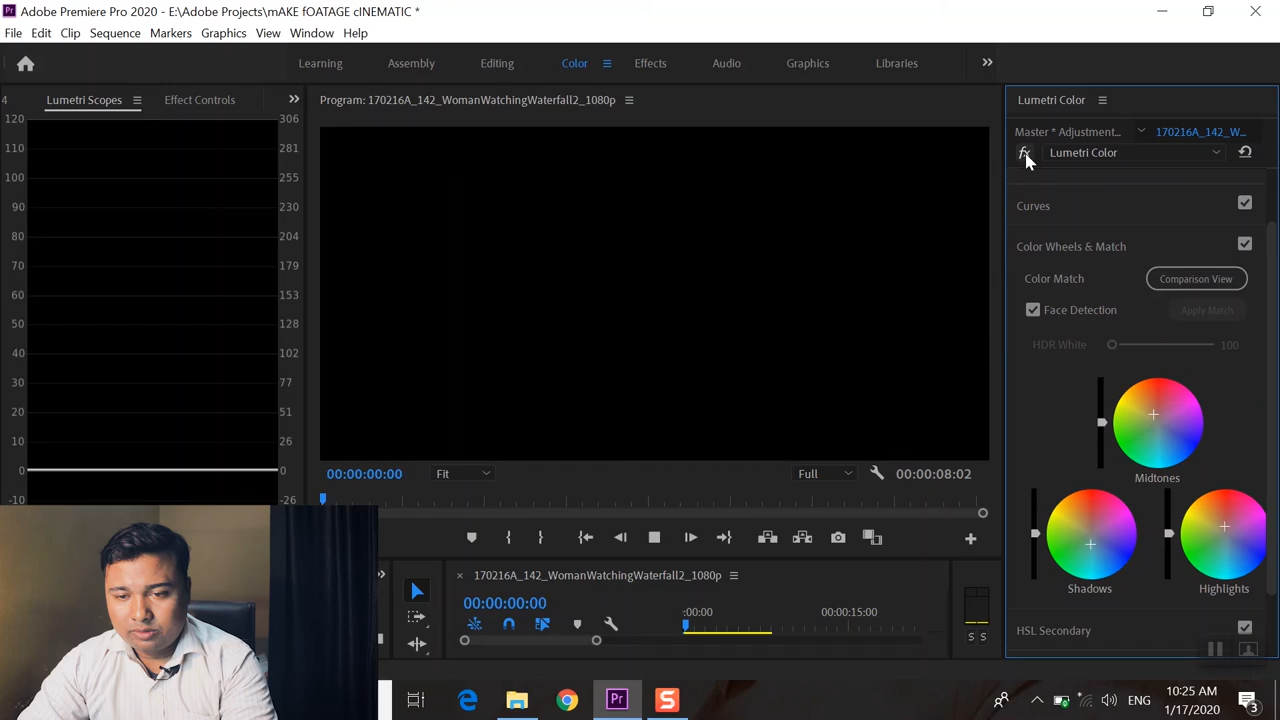 Pr Adobe Premiere Pro 2020 - E:\Adobe Projects\mAKE fOATAGE cINEMATIC *
File Edit Clip Sequence Markers Graphics View Window Help
Learning Assembly Editing Color Effects Audio Graphics Libraries
4 Lumetri Scopes Effect Controls Program: 170216A_142_WomanWatchingWaterfall2_1080p Lumetri Color
Master * Adjustment... 170216A_142_W...
fx Lumetri Color
120 306
110 281
100 255
90 230
80 204
70 179
60 153
50 128
40 102
30 77
20 51
10 26
0 0
-10 -26
Curves
Color Wheels & Match
Color Match Comparison View
Face Detection Apply Match
HDR White 100
Midtones
Shadows Highlights
HSL Secondary
00:00:00:00 Fit Full 00:00:08:02
170216A_142_WomanWatchingWaterfall2_1080p
00:00:00:00 :00:00 00:00:15:00
S S
Pr S ENG 10:25 AM
1/17/2020 3